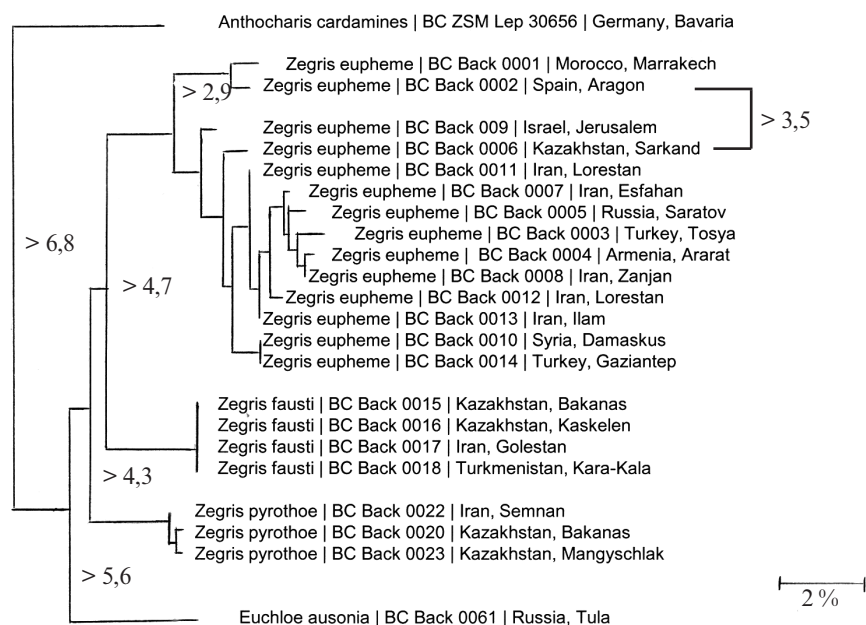 Anthocharis cardamines | BC ZSM Lep 30656 | Germany, Bavaria
Zegris eupheme | BC Back 0001 | Morocco, Marrakech
> 2,9
Zegris eupheme | BC Back 0002 | Spain, Aragon
> 3,5
Zegris eupheme | BC Back 009 | Israel, Jerusalem
Zegris eupheme | BC Back 0006 | Kazakhstan, Sarkand
Zegris eupheme | BC Back 0011 | Iran, Lorestan
Zegris eupheme | BC Back 0007 | Iran, Esfahan
Zegris eupheme | BC Back 0005 | Russia, Saratov
Zegris eupheme | BC Back 0003 | Turkey, Tosya
> 6,8
Zegris eupheme | BC Back 0004 | Armenia, Ararat
Zegris eupheme | BC Back 0008 | Iran, Zanjan
> 4,7
Zegris eupheme | BC Back 0012 | Iran, Lorestan
Zegris eupheme | BC Back 0013 | Iran, Ilam
Zegris eupheme | BC Back 0010 | Syria, Damaskus
Zegris eupheme | BC Back 0014 | Turkey, Gaziantep
Zegris fausti | BC Back 0015 | Kazakhstan, Bakanas
Zegris fausti | BC Back 0016 | Kazakhstan, Kaskelen
Zegris fausti | BC Back 0017 | Iran, Golestan
Zegris fausti | BC Back 0018 | Turkmenistan, Kara-Kala
> 4,3
Zegris pyrothoe | BC Back 0022 | Iran, Semnan
Zegris pyrothoe | BC Back 0020 | Kazakhstan, Bakanas
Zegris pyrothoe | BC Back 0023 | Kazakhstan, Mangyschlak
> 5,6
2 %
Euchloe ausonia | BC Back 0061 | Russia, Tula